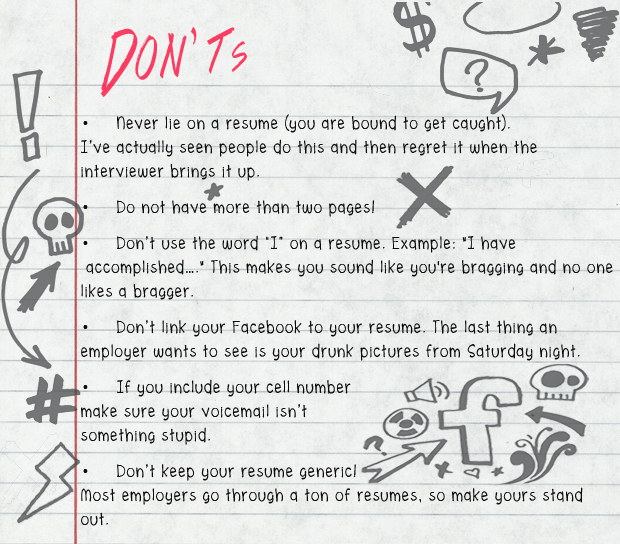 DON'Ts
• Never lie on a resume (you are bound to get caught).
I've actually seen people do this and then regret it when the
interviewer brings it up.
• Do not have more than two pages!
• Don't use the word "I" on a resume. Example: "I have
accomplished...." This makes you sound like you're bragging and no one
likes a bragger.
• Don't link your Facebook to your resume. The last thing an
employer wants to see is your drunk pictures from Saturday night.
• If you include your cell number
make sure your voicemail isn't
something stupid.
• Don't keep your resume generic!
Most employers go through a ton of resumes, so make yours stand
out.